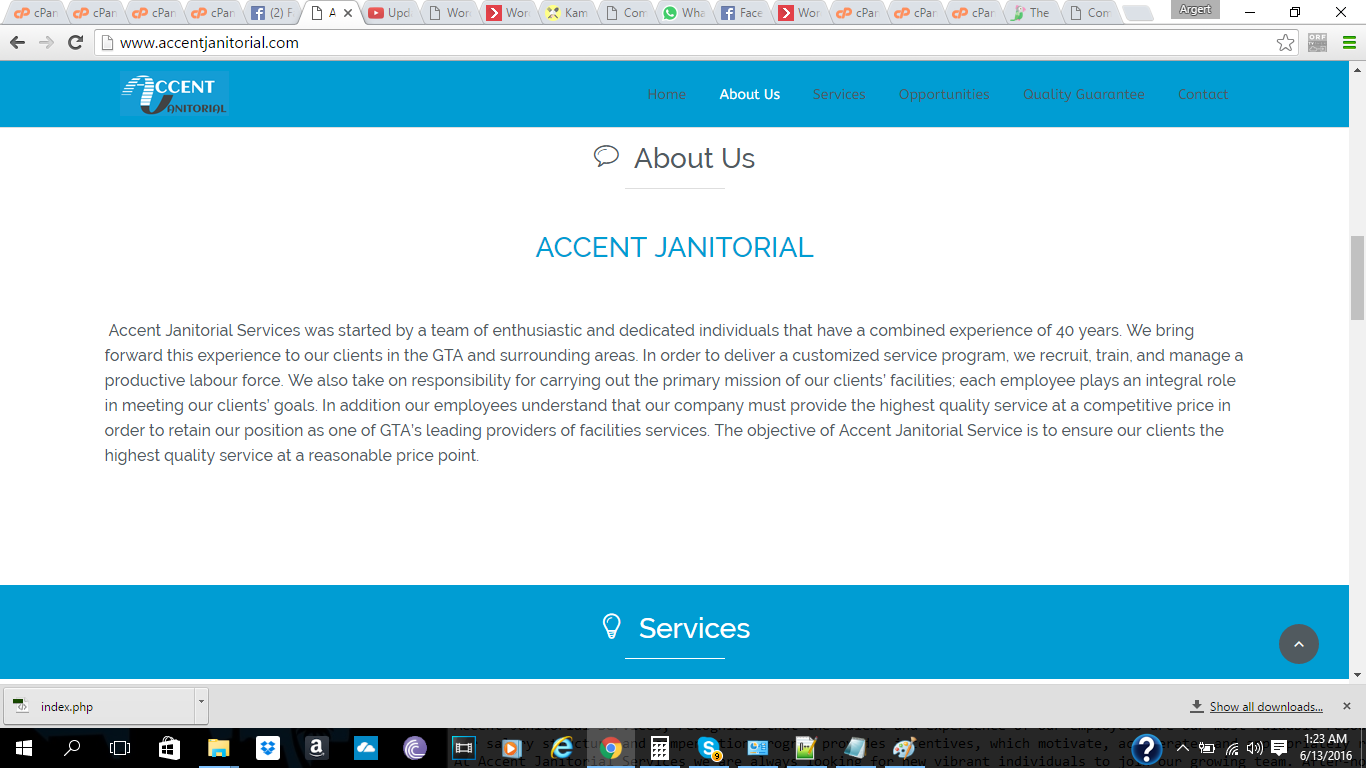 cPan cPan cPan cPan (2) F A Upd Wor Wor Kam Com Wha Face Wor cPan cPan cPan The Com Argert
www.accentjanitorial.com
ACCENT JANITORIAL Home About Us Services Opportunities Quality Guarantee Contact
About Us
ACCENT JANITORIAL
Accent Janitorial Services was started by a team of enthusiastic and dedicated individuals that have a combined experience of 40 years. We bring
forward this experience to our clients in the GTA and surrounding areas. In order to deliver a customized service program, we recruit, train, and manage a
productive labour force. We also take on responsibility for carrying out the primary mission of our clients’ facilities; each employee plays an integral role
in meeting our clients’ goals. In addition our employees understand that our company must provide the highest quality service at a competitive price in
order to retain our position as one of GTA’s leading providers of facilities services. The objective of Accent Janitorial Service is to ensure our clients the
highest quality service at a reasonable price point.
Services
index.php Show all downloads...
1:23 AM
6/13/2016